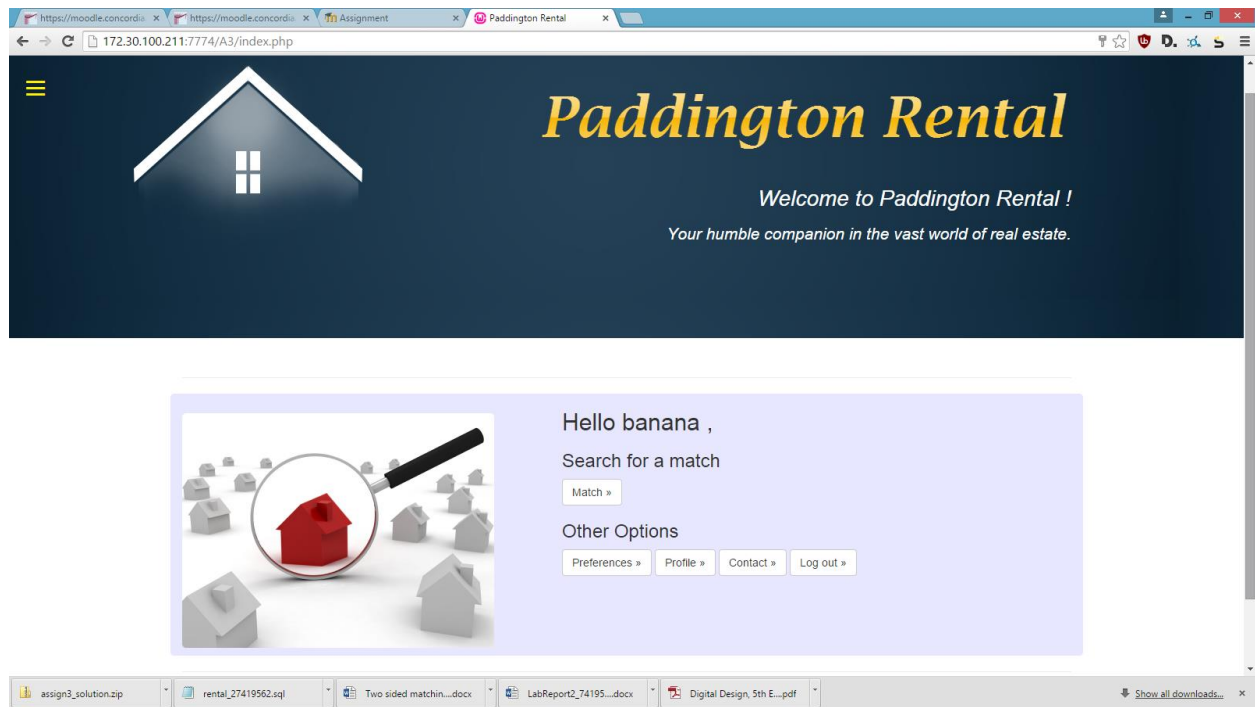 https://moodle.concordia
https://moodle.concordia
Assignment
Paddington Rental
172.30.100.211:7774/A3/index.php
Paddington Rental
Welcome to Paddington Rental !
Your humble companion in the vast world of real estate.
Hello banana ,
Search for a match
Match »
Other Options
Preferences » Profile » Contact » Log out »
assign3_solution.zip
rental_27419562.sql
Two sided matchin....docx
LabReport2_74195....docx
Digital Design, 5th E....pdf
Show all downloads...